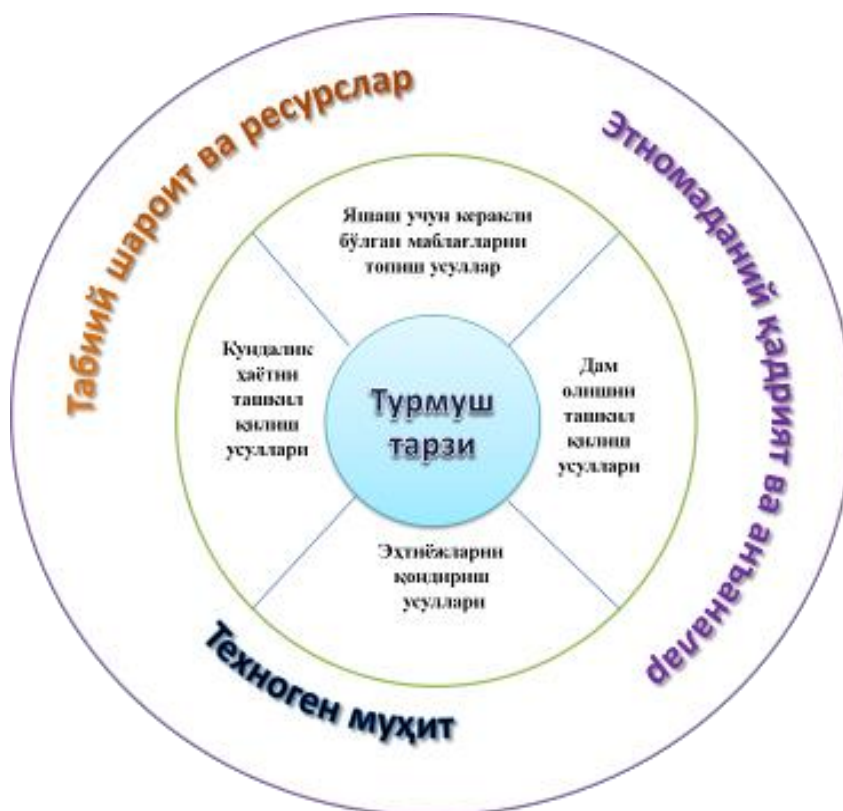 Табиий шароит ва ресурслар
Этномаданий қадрият ва анъаналар
Яшаш учун керакли
бўлган маблағларни
топиш усуллар
Кундалик
ҳаётни
ташкил
қилиш
усуллари
Турмуш
тарзи
Дам
олишни
ташкил
қилиш
усуллари
Эҳтиёжларни
қондириш
усуллари
Техноген муҳит